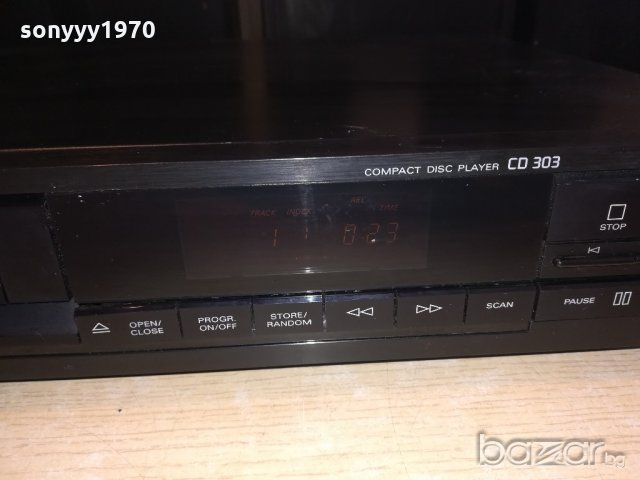 sonyyy1970
COMPACT DISC PLAYER CD 303
REL. TIME
TRACK INDEX
1 1 0:23
STOP
OPEN/CLOSE
PROGR. ON/OFF
STORE/RANDOM
SCAN
PAUSE
bazar.bg